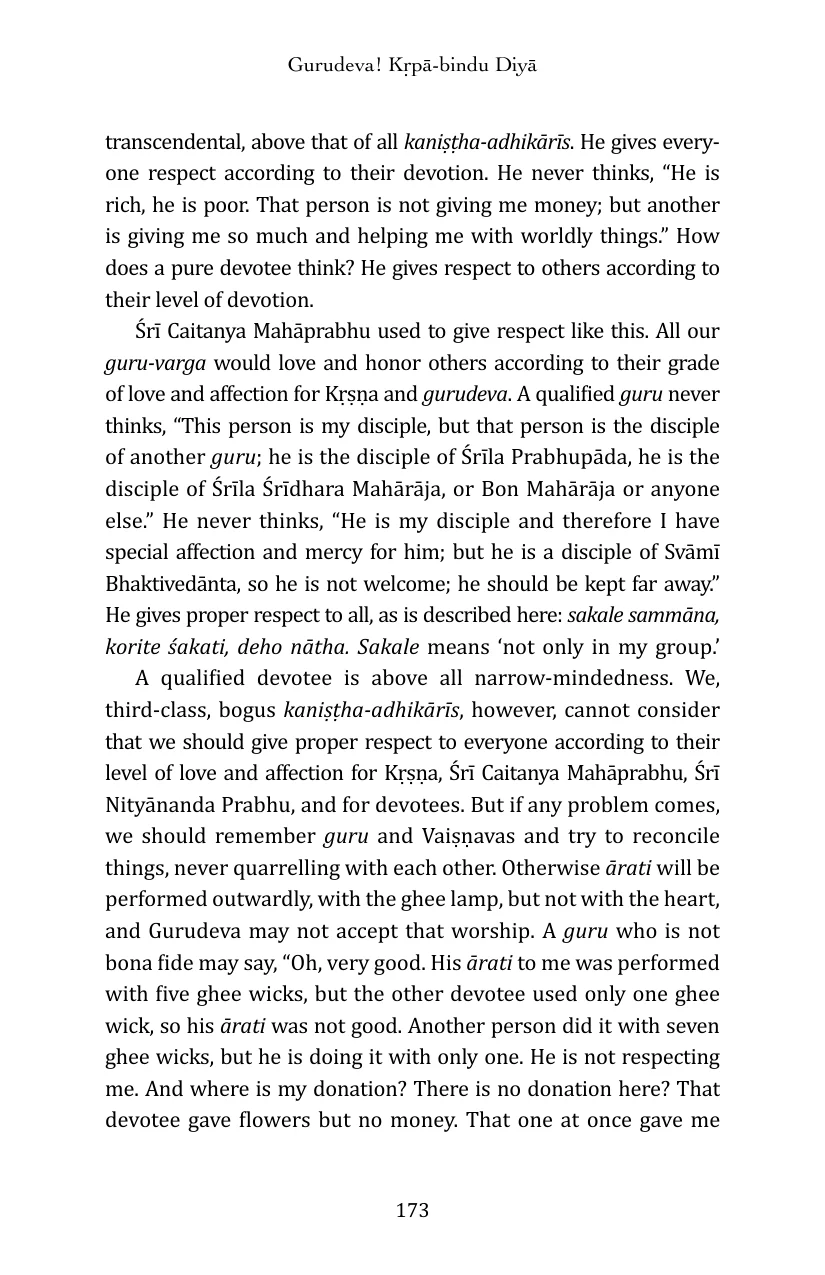 Gurudeva! Kṛpā-bindu Diyā
transcendental, above that of all kaniṣṭha-adhikārīs. He gives every-
one respect according to their devotion. He never thinks, “He is
rich, he is poor. That person is not giving me money; but another
is giving me so much and helping me with worldly things.” How
does a pure devotee think? He gives respect to others according to
their level of devotion.
Śrī Caitanya Mahāprabhu used to give respect like this. All our
guru-varga would love and honor others according to their grade
of love and affection for Kṛṣṇa and gurudeva. A qualified guru never
thinks, “This person is my disciple, but that person is the disciple
of another guru; he is the disciple of Śrīla Prabhupāda, he is the
disciple of Śrīla Śrīdhara Mahārāja, or Bon Mahārāja or anyone
else.” He never thinks, “He is my disciple and therefore I have
special affection and mercy for him; but he is a disciple of Svāmī
Bhaktivedānta, so he is not welcome; he should be kept far away.”
He gives proper respect to all, as is described here: sakale sammāna,
korite śakati, deho nātha. Sakale means ‘not only in my group.’
A qualified devotee is above all narrow-mindedness. We,
third-class, bogus kaniṣṭha-adhikārīs, however, cannot consider
that we should give proper respect to everyone according to their
level of love and affection for Kṛṣṇa, Śrī Caitanya Mahāprabhu, Śrī
Nityānanda Prabhu, and for devotees. But if any problem comes,
we should remember guru and Vaiṣṇavas and try to reconcile
things, never quarrelling with each other. Otherwise ārati will be
performed outwardly, with the ghee lamp, but not with the heart,
and Gurudeva may not accept that worship. A guru who is not
bona fide may say, “Oh, very good. His ārati to me was performed
with five ghee wicks, but the other devotee used only one ghee
wick, so his ārati was not good. Another person did it with seven
ghee wicks, but he is doing it with only one. He is not respecting
me. And where is my donation? There is no donation here? That
devotee gave flowers but no money. That one at once gave me
173